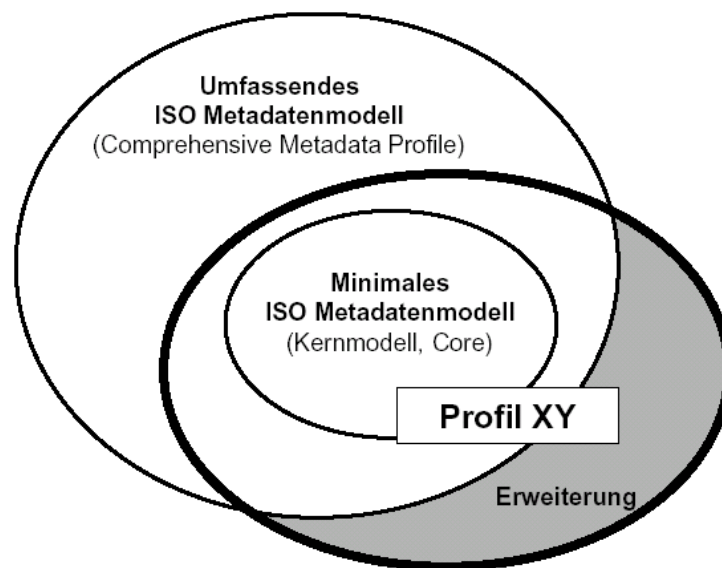 Umfassendes
ISO Metadatenmodell
(Comprehensive Metadata Profile)
Minimales
ISO Metadatenmodell
(Kernmodell, Core)
Profil XY
Erweiterung